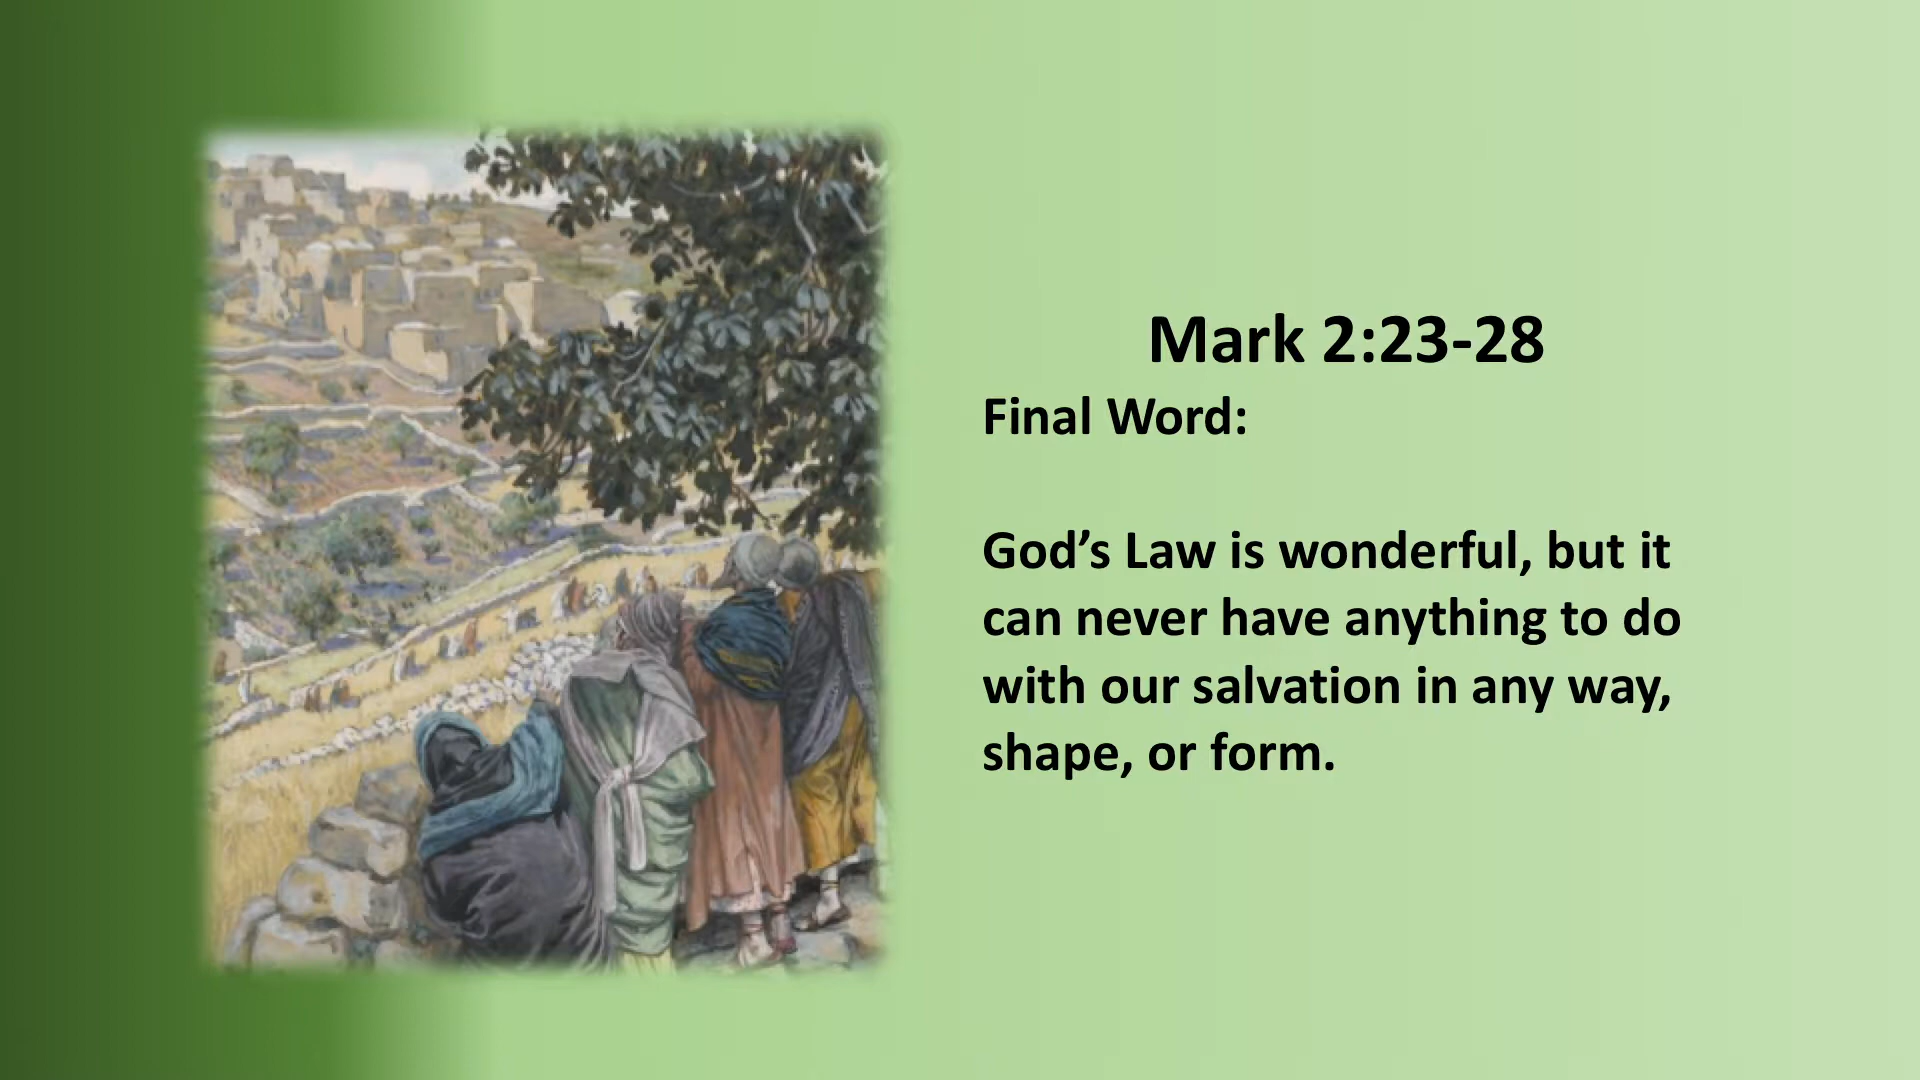 Mark 2:23-28
Final Word:
God’s Law is wonderful, but it
can never have anything to do
with our salvation in any way,
shape, or form.